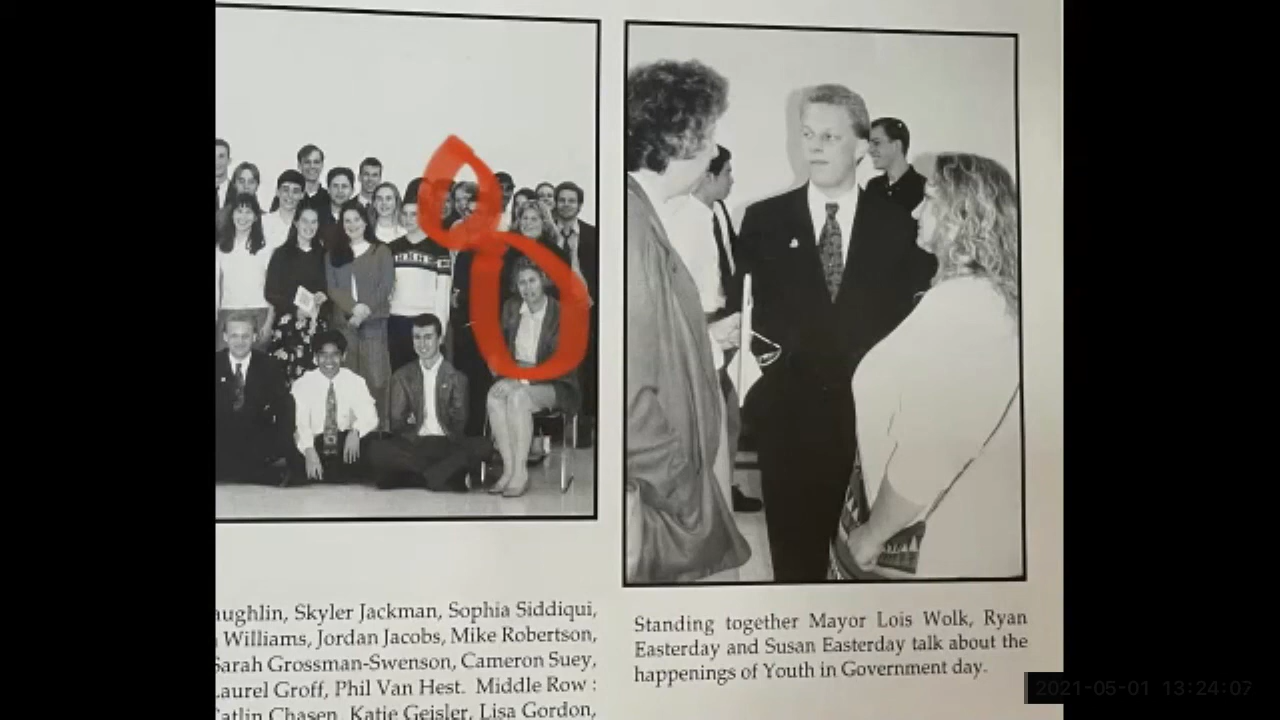 aughlin, Skyler Jackman, Sophia Siddiqui,
Williams, Jordan Jacobs, Mike Robertson,
Sarah Grossman-Swenson, Cameron Suey,
Laurel Groff, Phil Van Hest. Middle Row :
Catlin Chasen, Katie Geisler, Lisa Gordon,
Standing together Mayor Lois Wolk, Ryan
Easterday and Susan Easterday talk about the
happenings of Youth in Government day.
2021-05-01 13:24:07